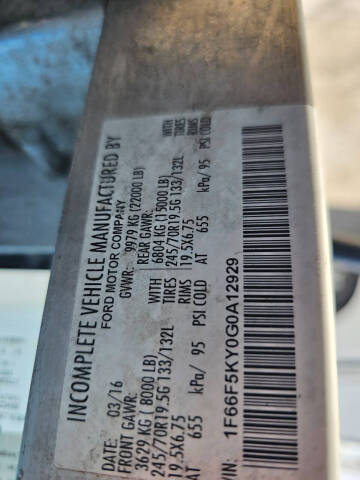 INCOMPLETE VEHICLE MANUFACTURED BY
FORD MOTOR COMPANY
DATE: 03/16 GVWR: 9979 KG (22000 LB)
FRONT GAWR: REAR GAWR:
3629 KG ( 8000 LB) WITH 6804 KG (15000 LB) WITH
245/70R19.5G 133/132L TIRES 245/70R19.5G 133/132L TIRES
19.5X6.75 RIMS 19.5X6.75 RIMS
AT 655 kPa/ 95 PSI COLD AT 655 kPa/ 95 PSI COLD
VIN: 1F66F5KY0G0A12929